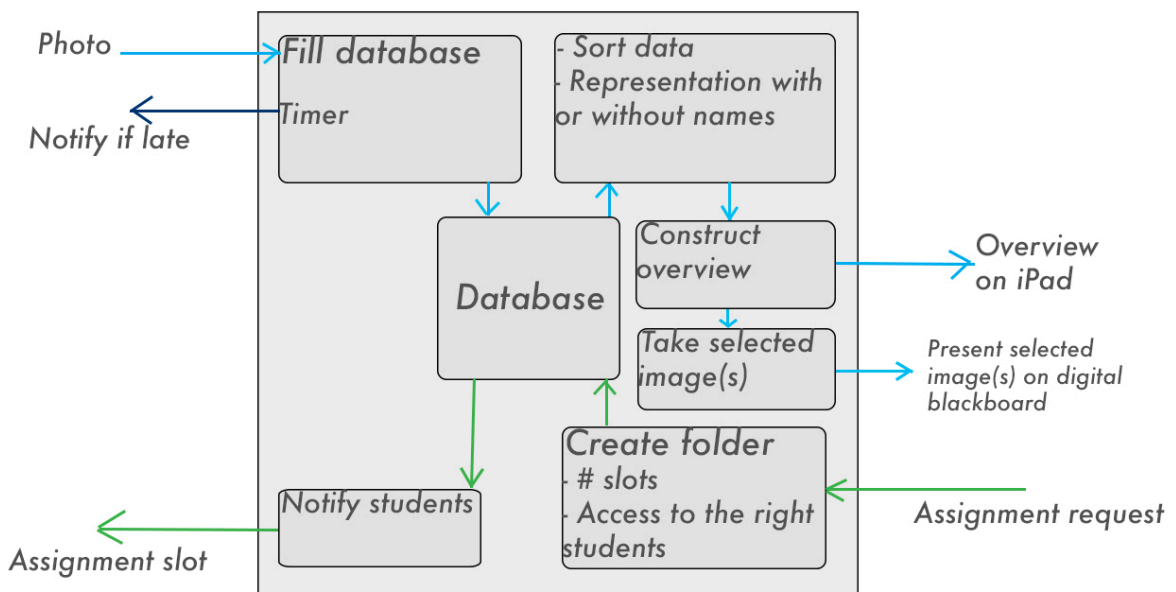 Photo
Notify if late
Fill database
Timer
- Sort data
- Representation with
or without names
Database
Construct
overview
Overview
on iPad
Take selected
image(s)
Present selected
image(s) on digital
blackboard
Create folder
- # slots
- Access to the right
students
Assignment request
Notify students
Assignment slot